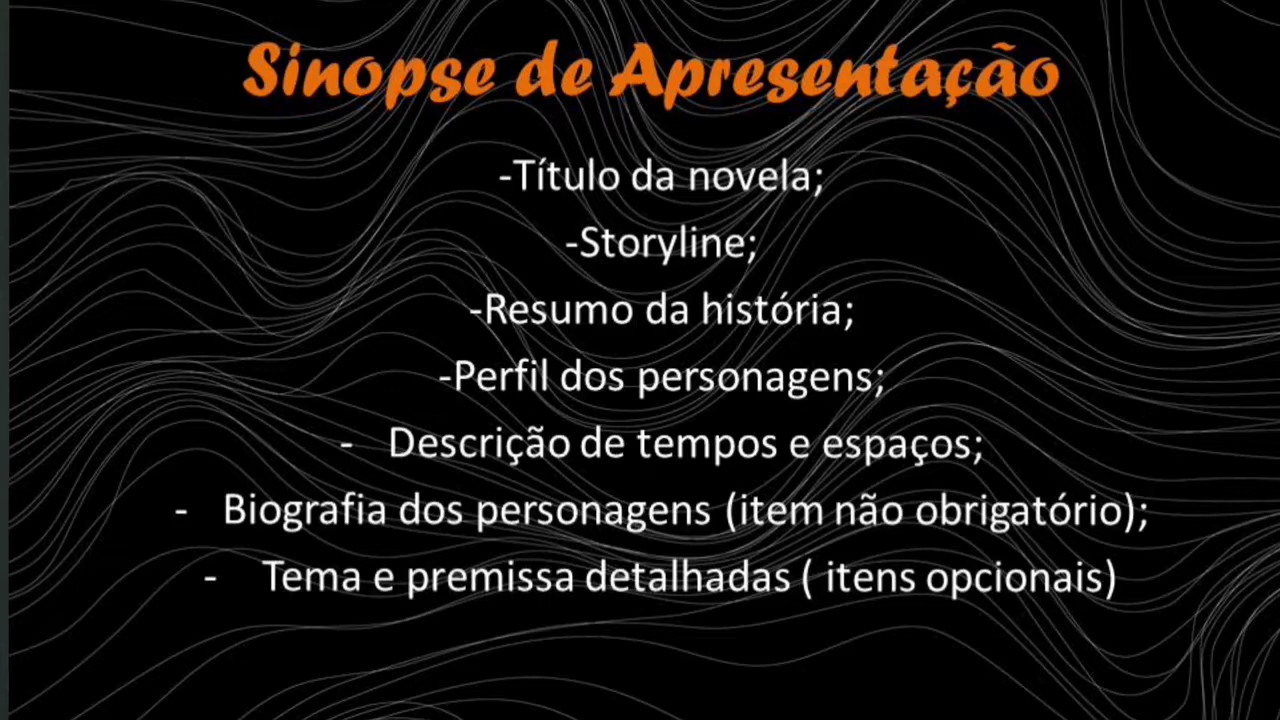 Sinopse de Apresentação
-Título da novela;
-Storyline;
-Resumo da história;
-Perfil dos personagens;
- Descrição de tempos e espaços;
- Biografia dos personagens (item não obrigatório);
- Tema e premissa detalhadas ( itens opcionais)